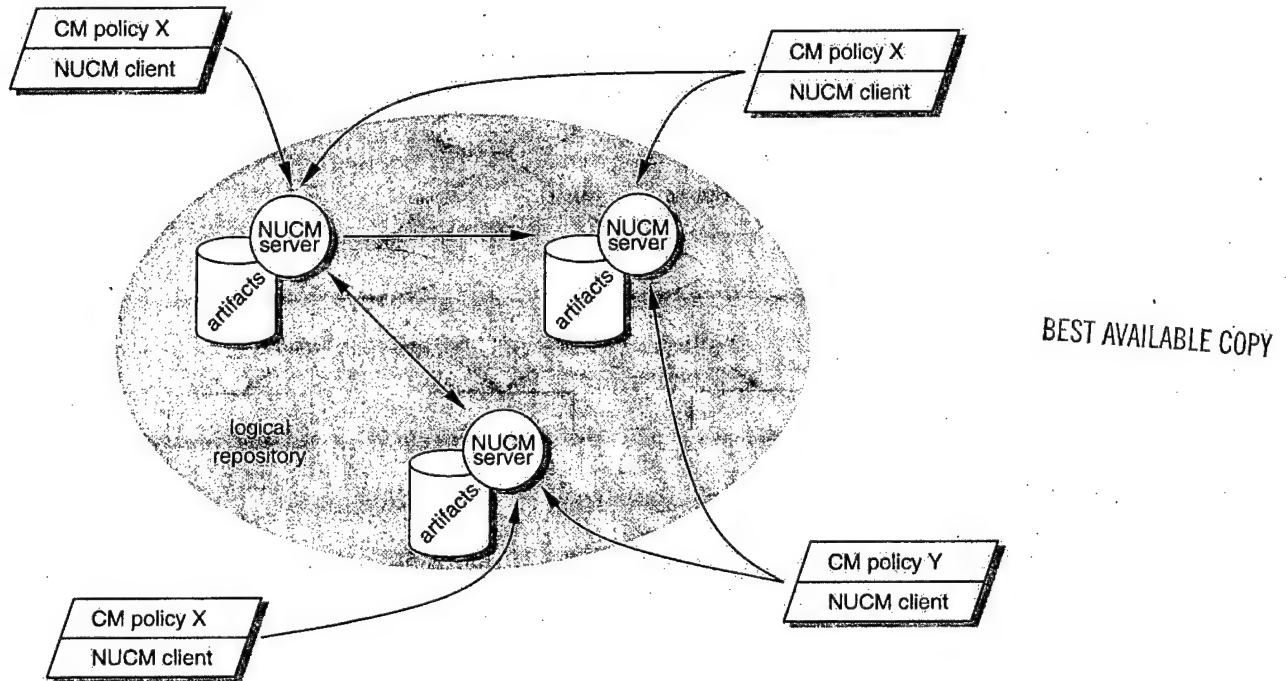 CM policy X
NUCM client
CM policy X
NUCM client
NUCM
server
artifacts
NUCM
server
artifacts
BEST AVAILABLE COPY
logical
repository
NUCM
server
artifacts
CM policy Y
NUCM client
CM policy X
NUCM client